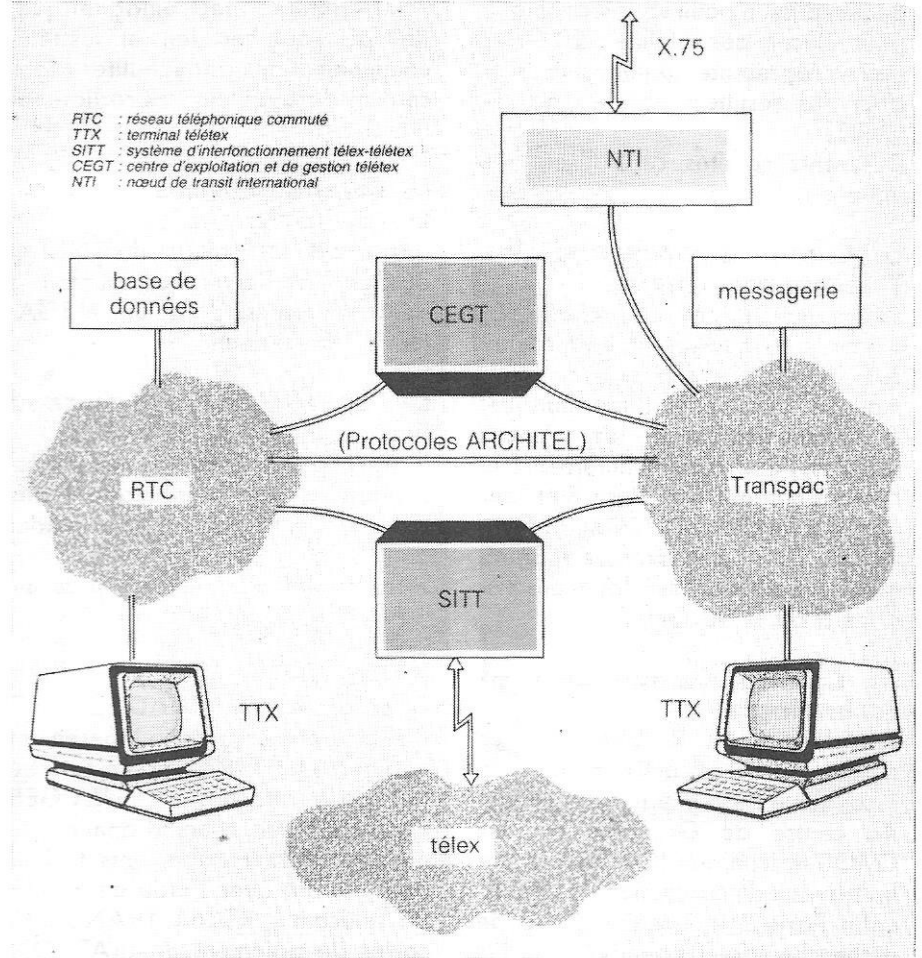 X.75
RTC : réseau téléphonique commuté
TTX : terminal télétex
SITT : système d'interfonctionnement télex-télétex
CEGT : centre d'exploitation et de gestion télétex
NTI : nœud de transit international
NTI
base de
données
CEGT
messagerie
(Protocoles ARCHITEL)
RTC
Transpac
SITT
TTX
TTX
télex